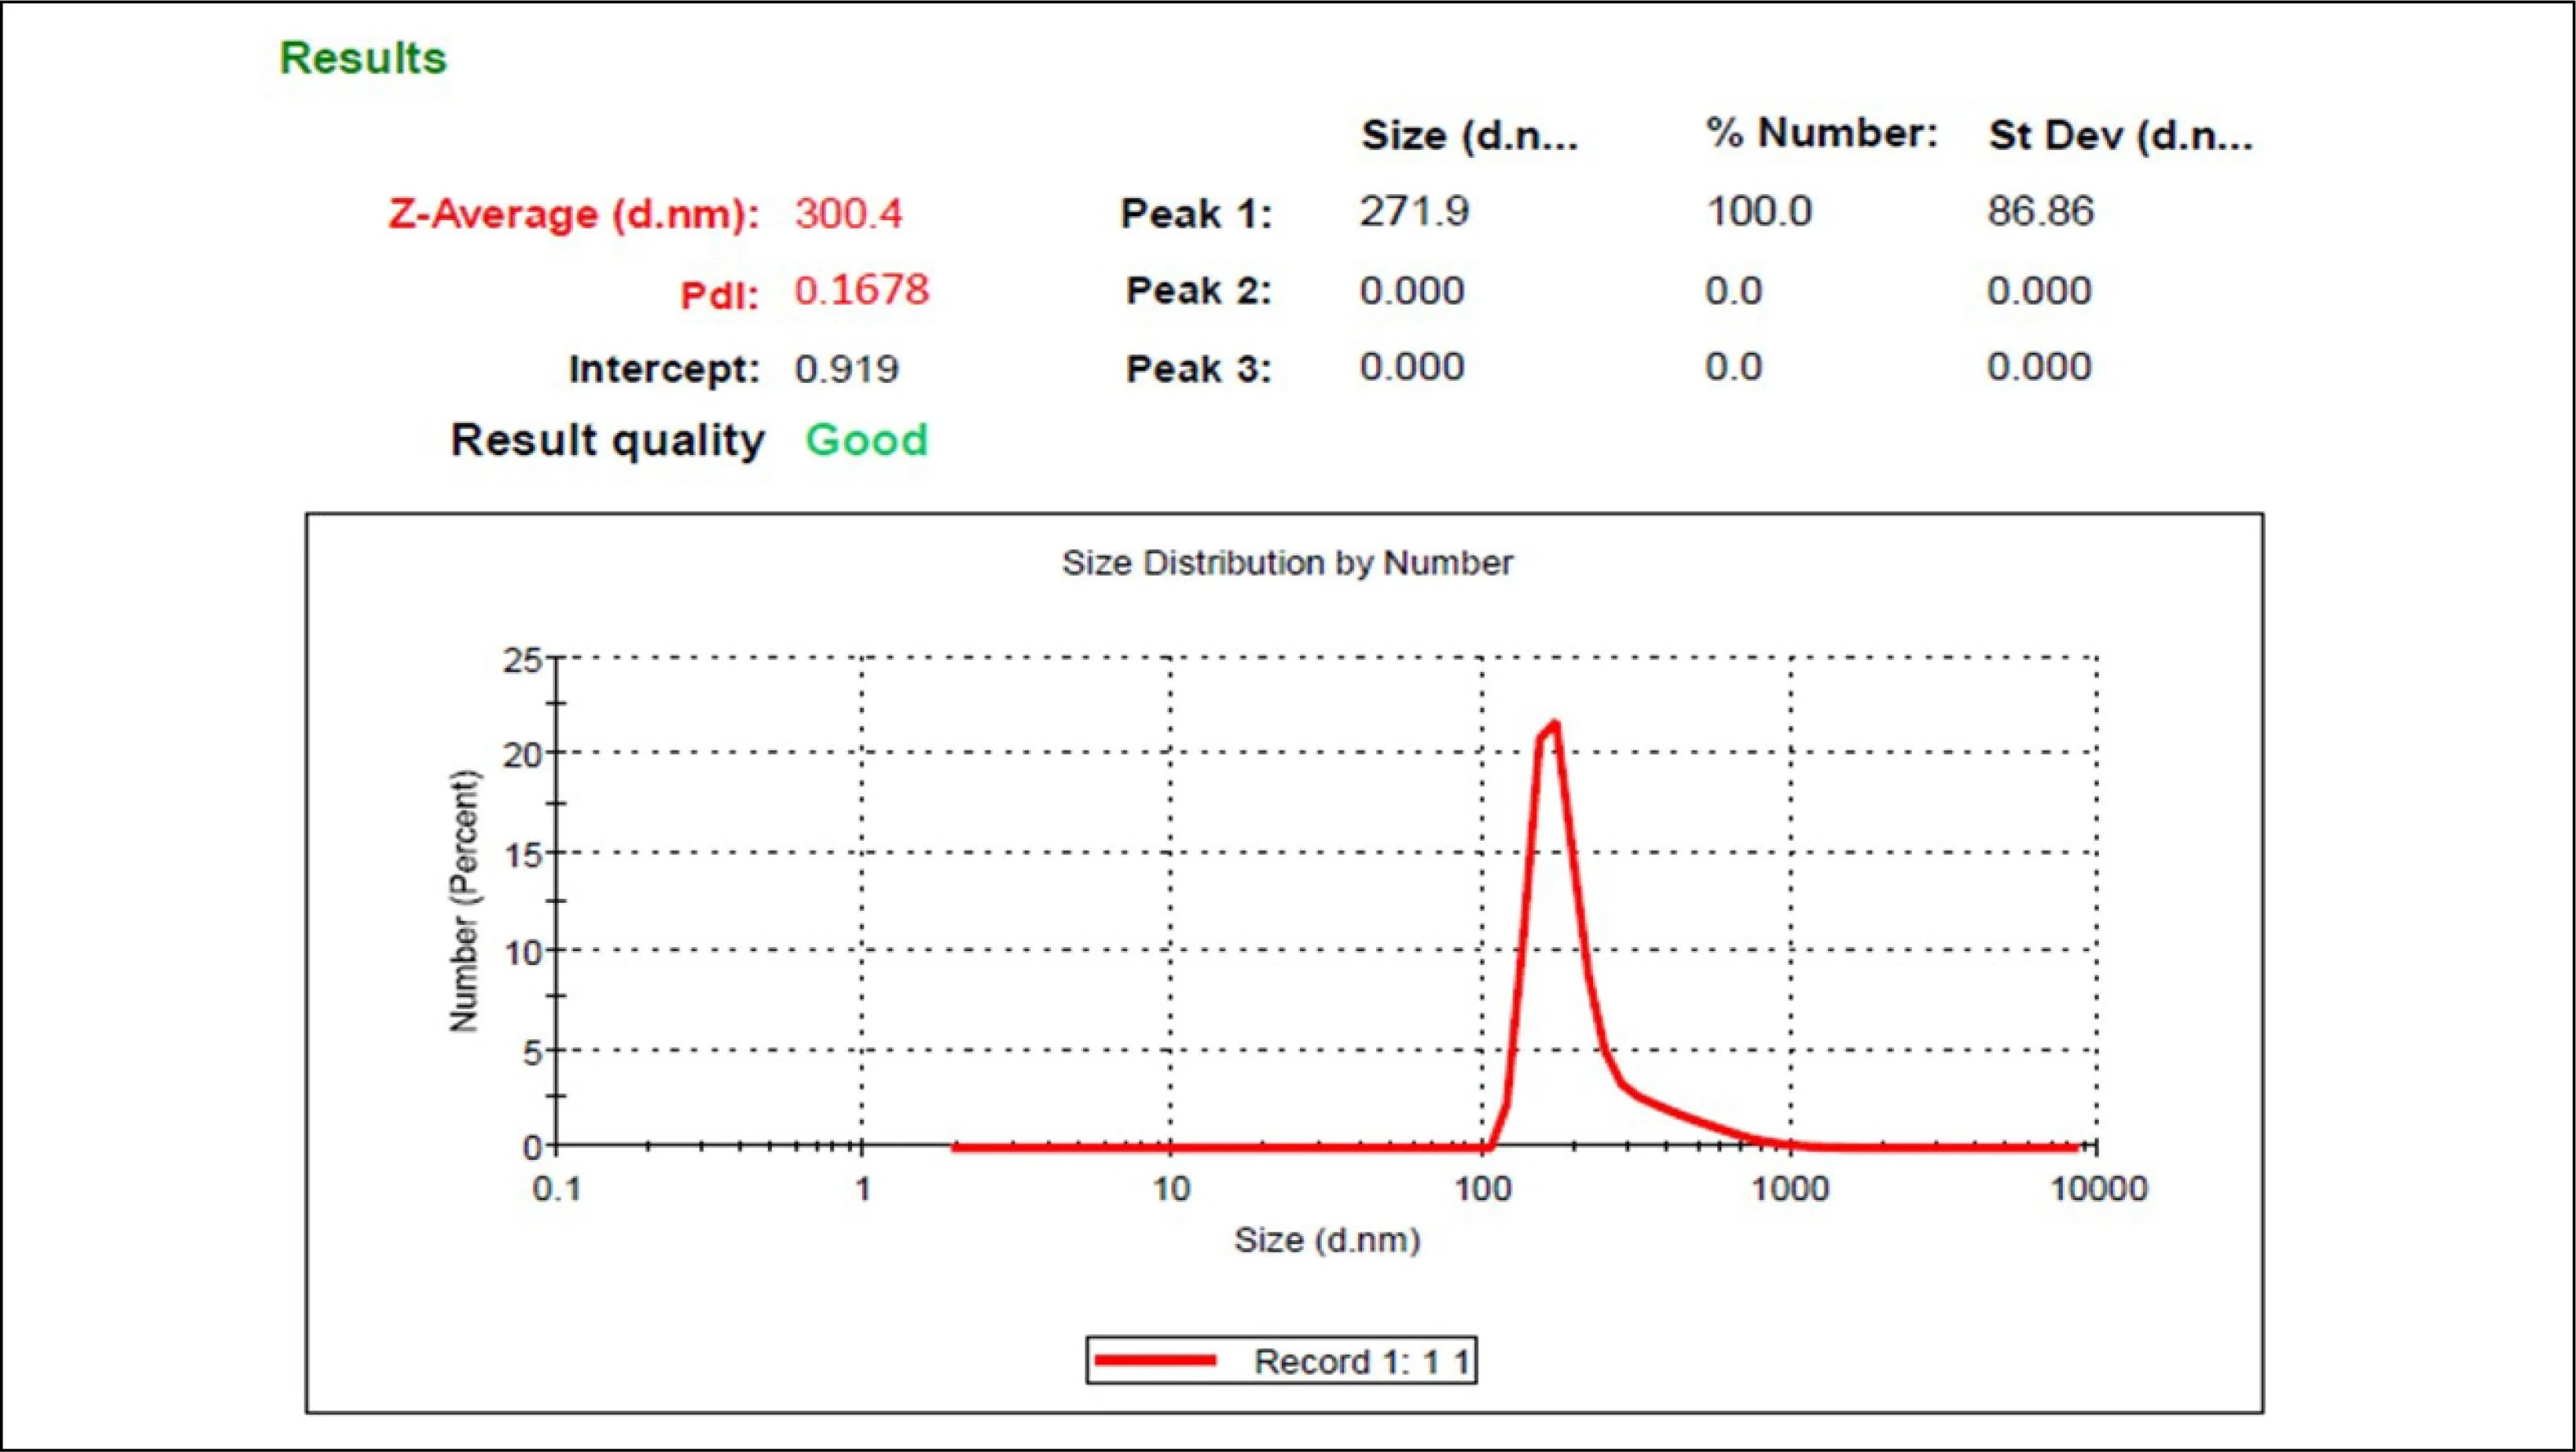 Results
Size (d.n... % Number: St Dev (d.n...
Z-Average (d.nm): 300.4 Peak 1: 271.9 100.0 86.86
PdI: 0.1678 Peak 2: 0.000 0.0 0.000
Intercept: 0.919 Peak 3: 0.000 0.0 0.000
Result quality Good
Size Distribution by Number
Number (Percent)
25
20
15
10
5
0
0.1 1 10 100 1000 10000
Size (d.nm)
Record 1: 1 1